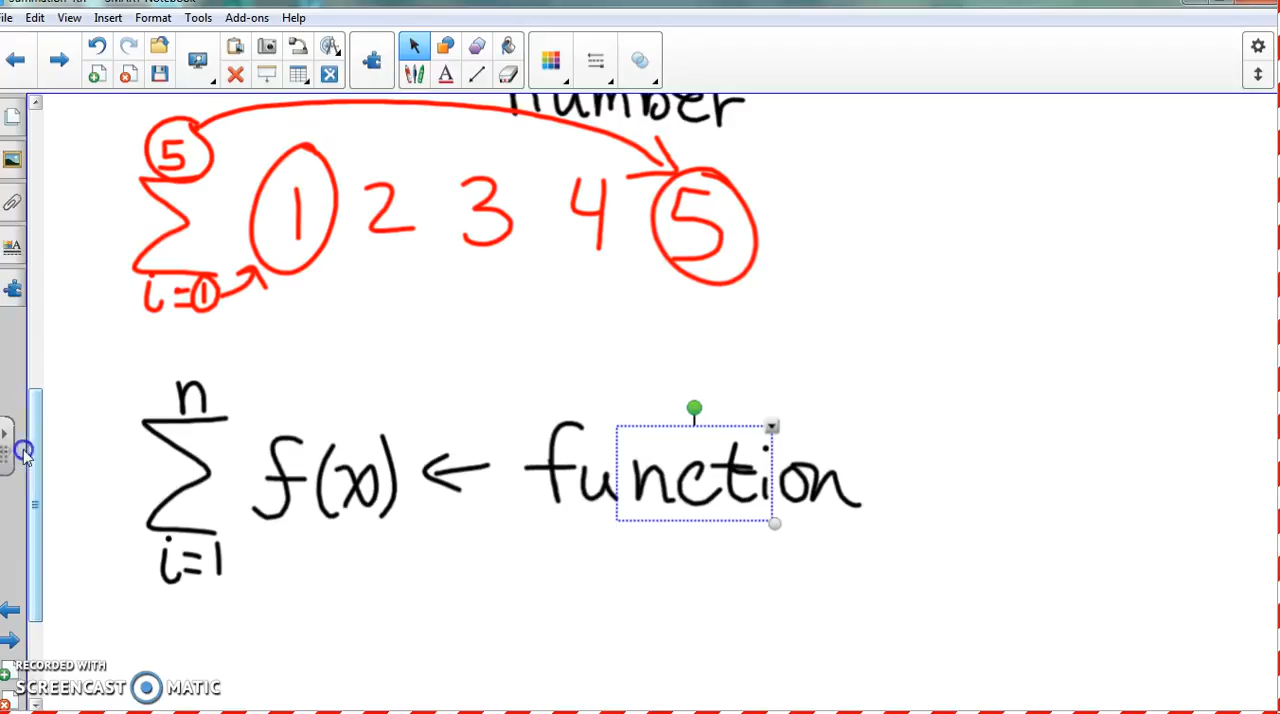 Edit View Insert Format Tools Add-ons Help
number
5
∑ 1 2 3 4 5
i=1
n
∑ f(x) ← function
i=1
RECORDED WITH
SCREENCAST MATIC